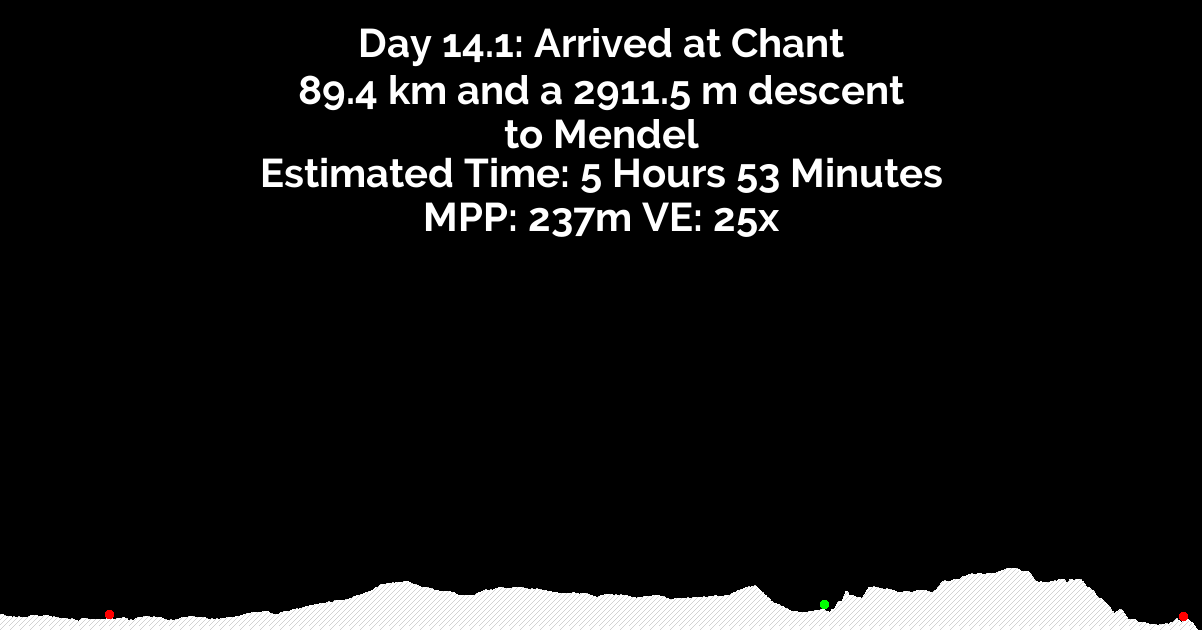 Day 14.1: Arrived at Chant
89.4 km and a 2911.5 m descent
to Mendel
Estimated Time: 5 Hours 53 Minutes
MPP: 237m VE: 25x